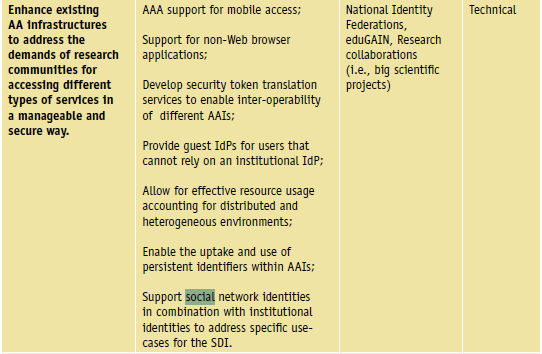 Enhance existing
AA infrastructures
to address the
demands of research
communities for
accessing different
types of services in
a manageable and
secure way.
AAA support for mobile access;
Support for non-Web browser
applications;
Develop security token translation
services to enable inter-operability
of different AAIs;
Provide guest IdPs for users that
cannot rely on an institutional IdP;
Allow for effective resource usage
accounting for distributed and
heterogeneous environments;
Enable the uptake and use of
persistent identifiers within AAIs;
Support social network identities
in combination with institutional
identities to address specific use-
cases for the SDI.
National Identity
Federations,
eduGAIN, Research
collaborations
(i.e., big scientific
projects)
Technical